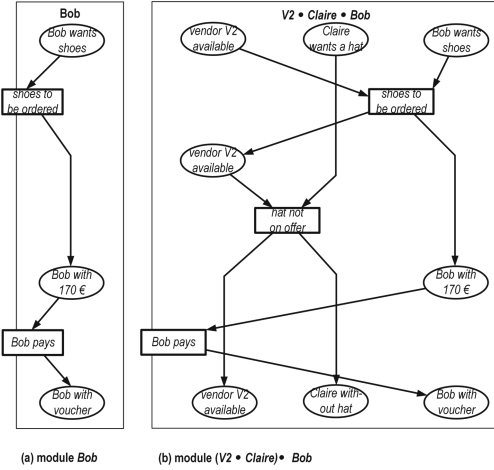 Bob
Bob wants
shoes
shoes to
be ordered
Bob with
170 €
Bob pays
Bob with
voucher
(a) module Bob
V2 • Claire • Bob
vendor V2
available
Claire
wants a hat
Bob wants
shoes
shoes to
be ordered
vendor V2
available
hat not
on offer
Bob with
170 €
Bob pays
vendor V2
available
Claire with-
out hat
Bob with
voucher
(b) module (V2 • Claire) • Bob